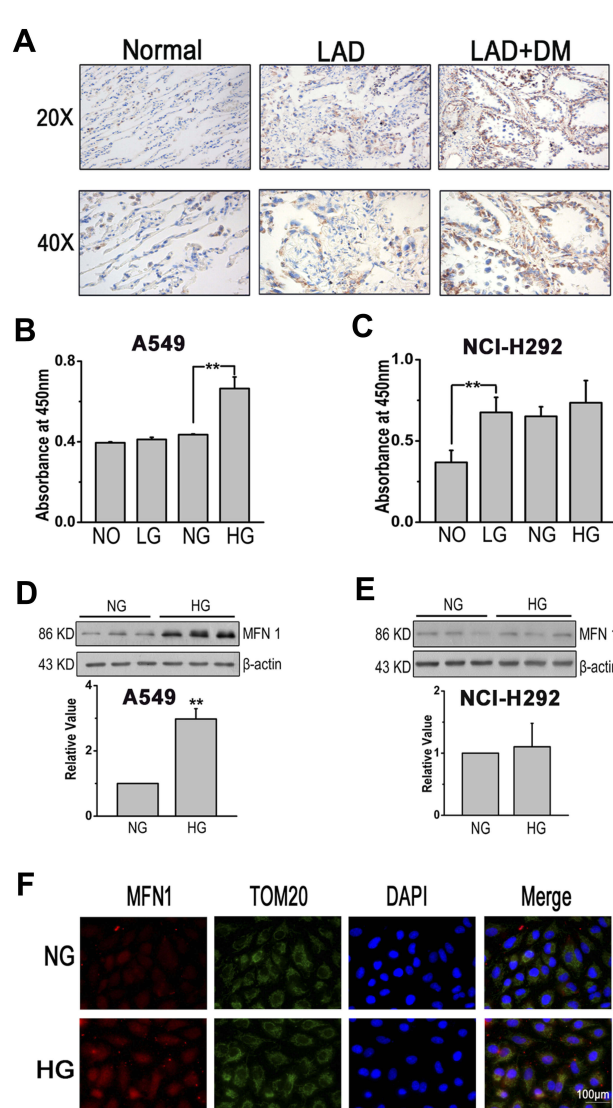 A
Normal LAD LAD+DM
20X
40X
B
A549
Absorbance at 450nm
0.8
0.4
0.0
**
NO LG NG HG
C
NCI-H292
Absorbance at 450nm
1.0
0.5
0.0
**
NO LG NG HG
D
NG HG
86 KD MFN 1
43 KD β-actin
A549
Relative Value
4
2
0
**
NG HG
E
NG HG
86 KD MFN 1
43 KD β-actin
NCI-H292
Relative Value
2
1
0
NG HG
F
MFN1 TOM20 DAPI Merge
NG
HG
100μm